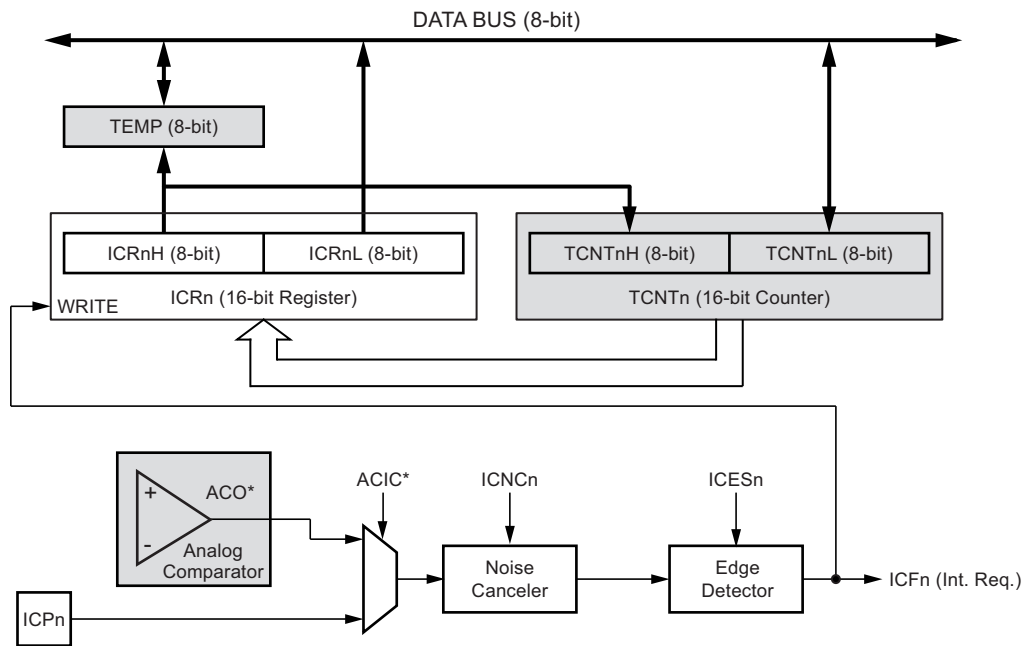 DATA BUS (8-bit)
TEMP (8-bit)
ICRnH (8-bit)
ICRnL (8-bit)
TCNTnH (8-bit)
TCNTnL (8-bit)
WRITE
ICRn (16-bit Register)
TCNTn (16-bit Counter)
+
ACO*
-
Analog
Comparator
ACIC*
ICNCn
ICESn
Noise
Canceler
Edge
Detector
ICFn (Int. Req.)
ICPn